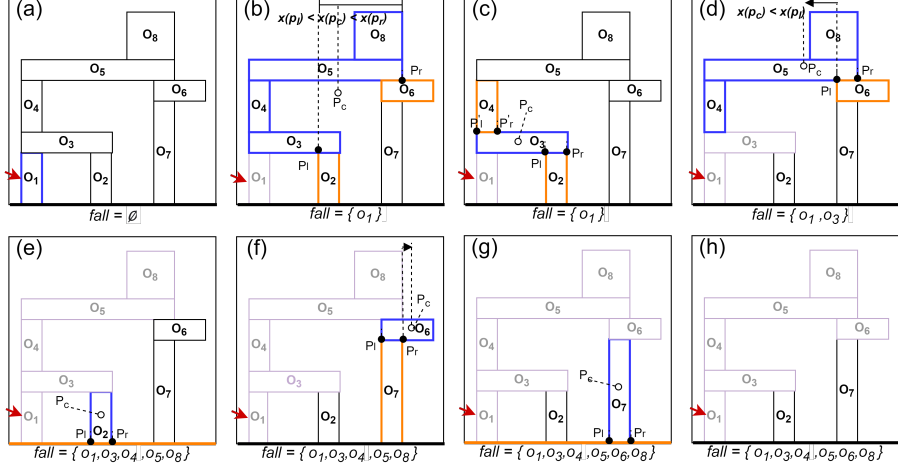 (a)
O8
O5
O4
O6
O3
O7
O1
O2
fall = { ∅ }
(b)
x(pl) < x(pc) < x(pr)
O8
O5
Pr
O4
Pc
O6
O3
Pl
O7
O1
O2
fall = { o1 }
(c)
O8
O5
O4
Pc
O6
P'l
P'r
O3
Pl
Pr
O7
O1
O2
fall = { o1 }
(d)
x(pc) < x(pl)
O8
O5
Pc
Pr
O4
Pl
O6
O3
O7
O1
O2
fall = { o1 , o3 }
(e)
O8
O5
O6
O4
O3
O7
Pc
O1
Pl
O2
Pr
fall = { o1, o3, o4 , o5, o8 }
(f)
O8
Pc
O5
O6
O4
Pl
Pr
O3
O7
O1
O2
fall = { o1, o3, o4 , o5, o8 }
(g)
O8
O5
O6
O4
O3
Pc
O7
O1
O2
Pl
Pr
fall = { o1, o3, o4 , o5, o6, o8 }
(h)
O8
O5
O6
O4
O3
O7
O1
O2
fall = { o1, o3, o4 , o5, o6, o8 }